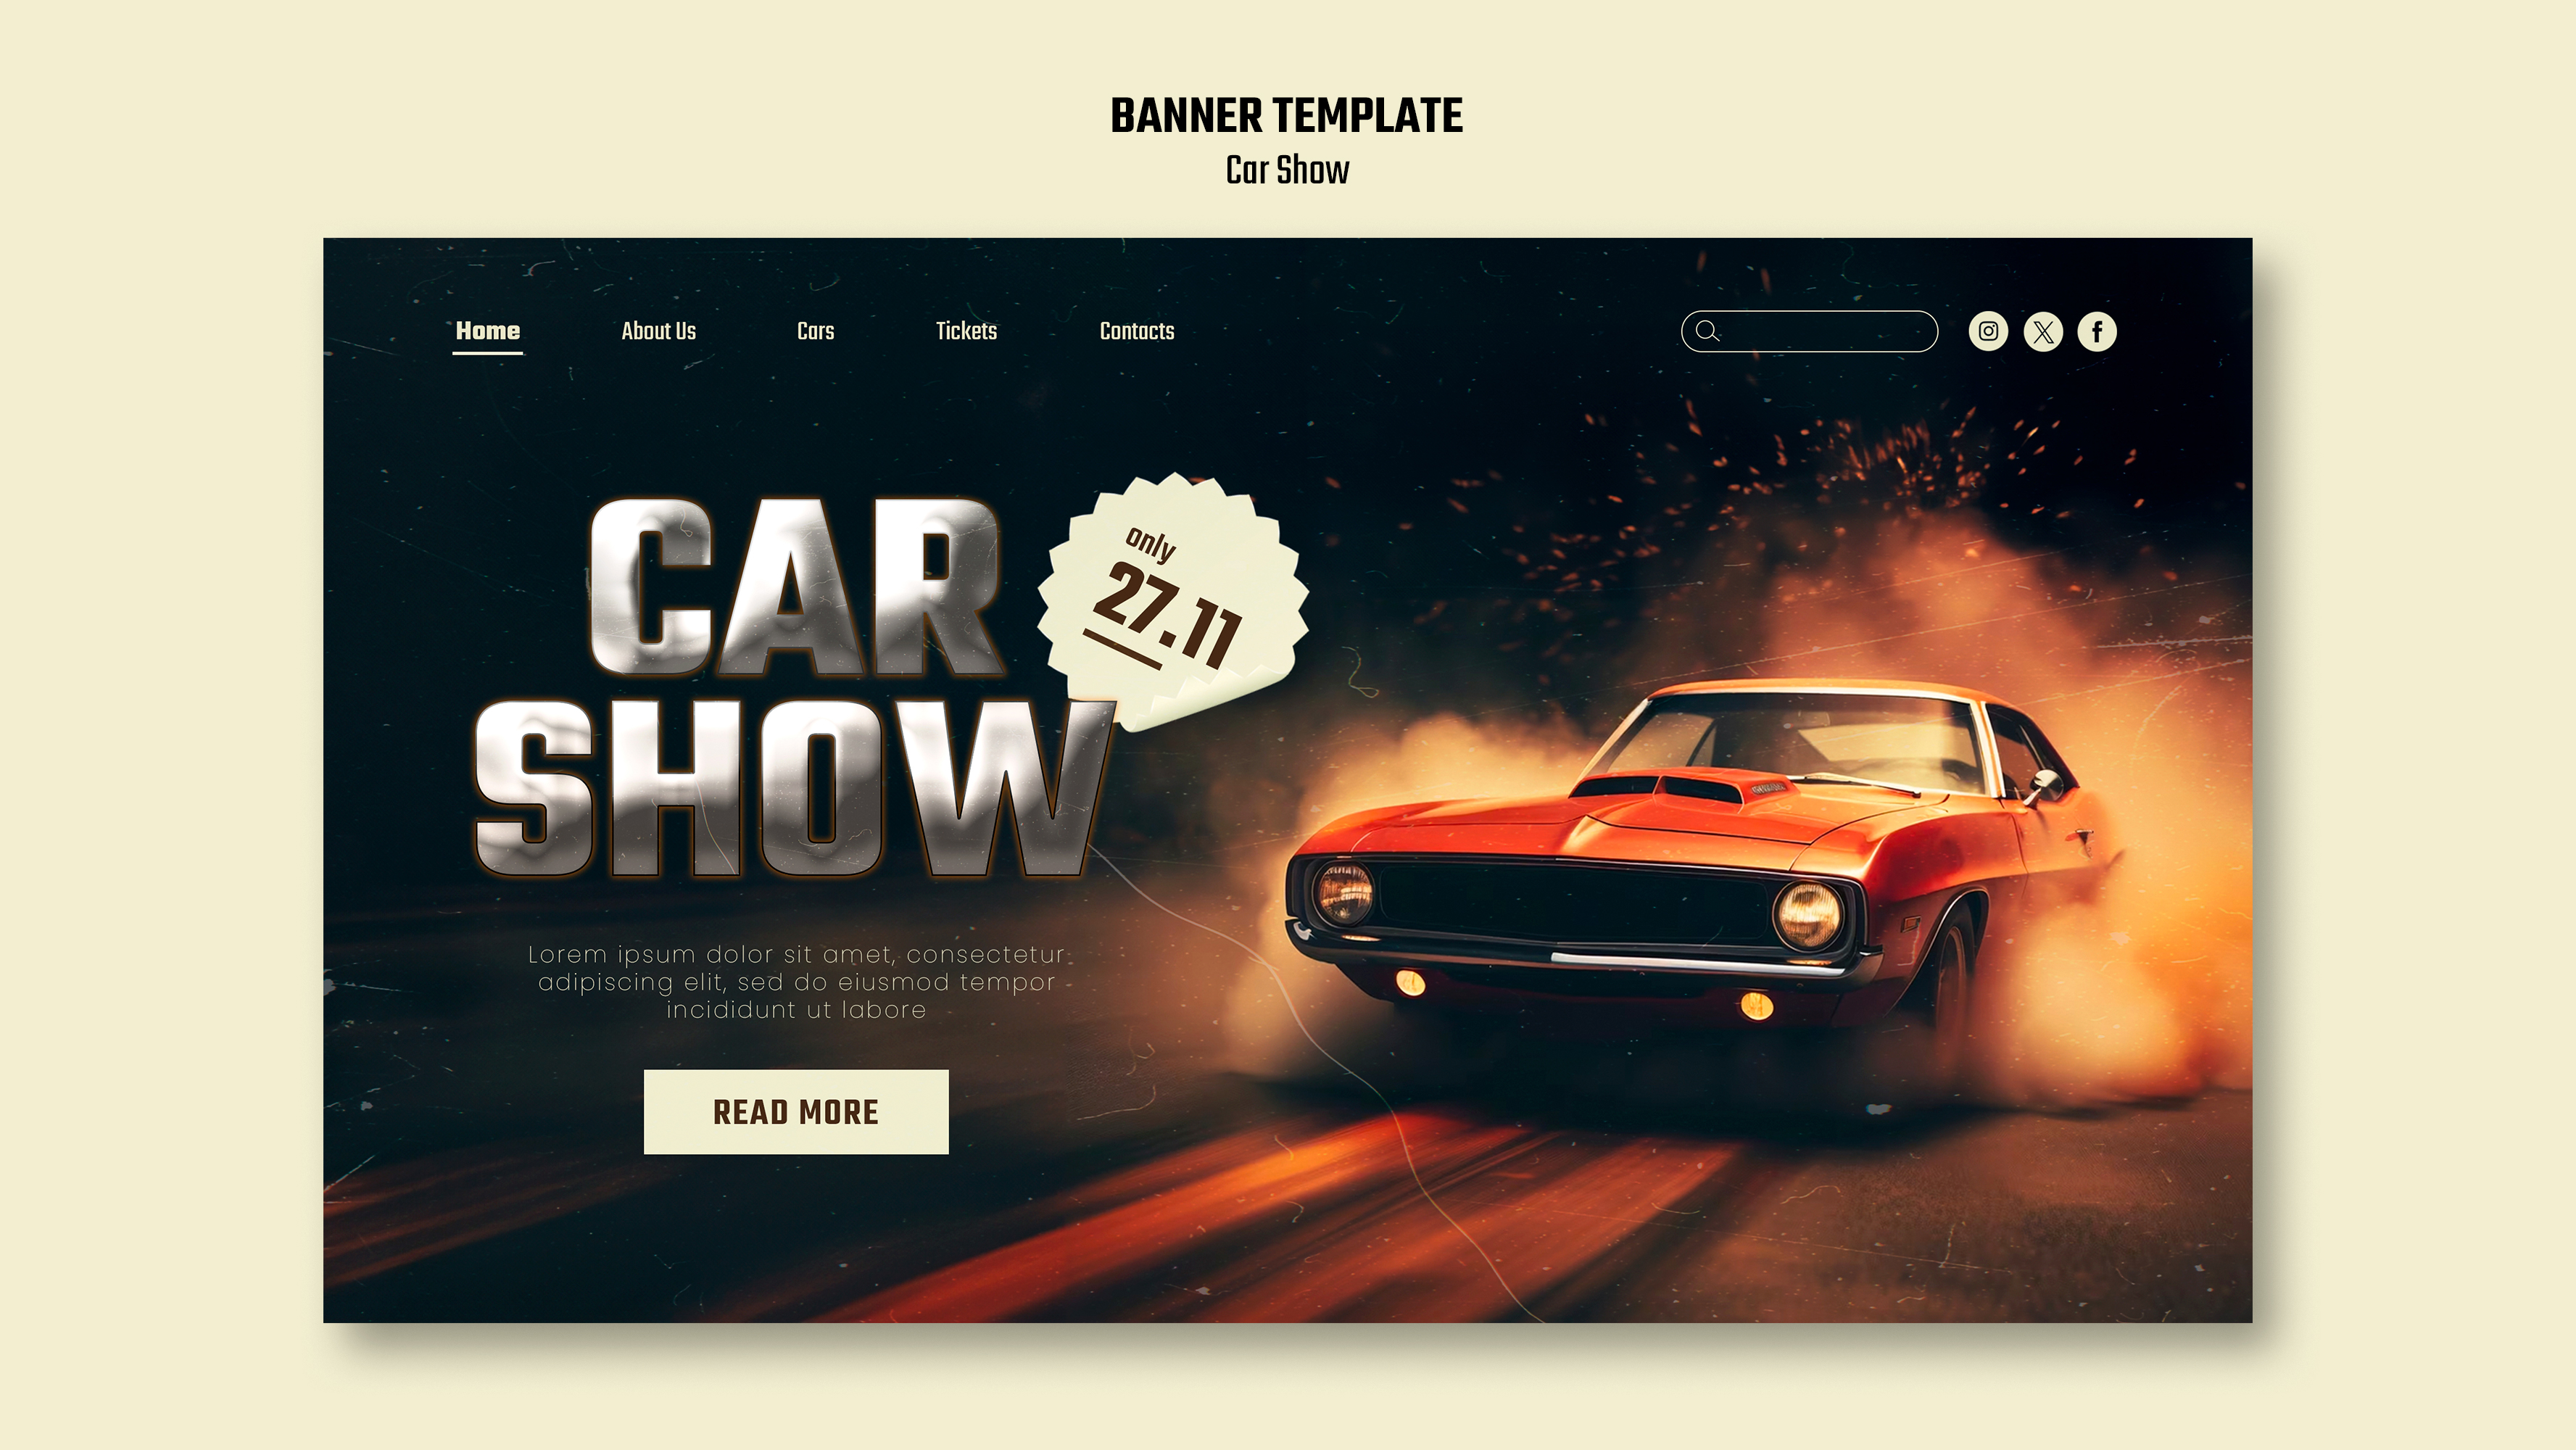 BANNER TEMPLATE
Car Show
Home About Us Cars Tickets Contacts
CAR
SHOW
only
27.11
Lorem ipsum dolor sit amet, consectetur
adipiscing elit, sed do eiusmod tempor
incididunt ut labore
READ MORE